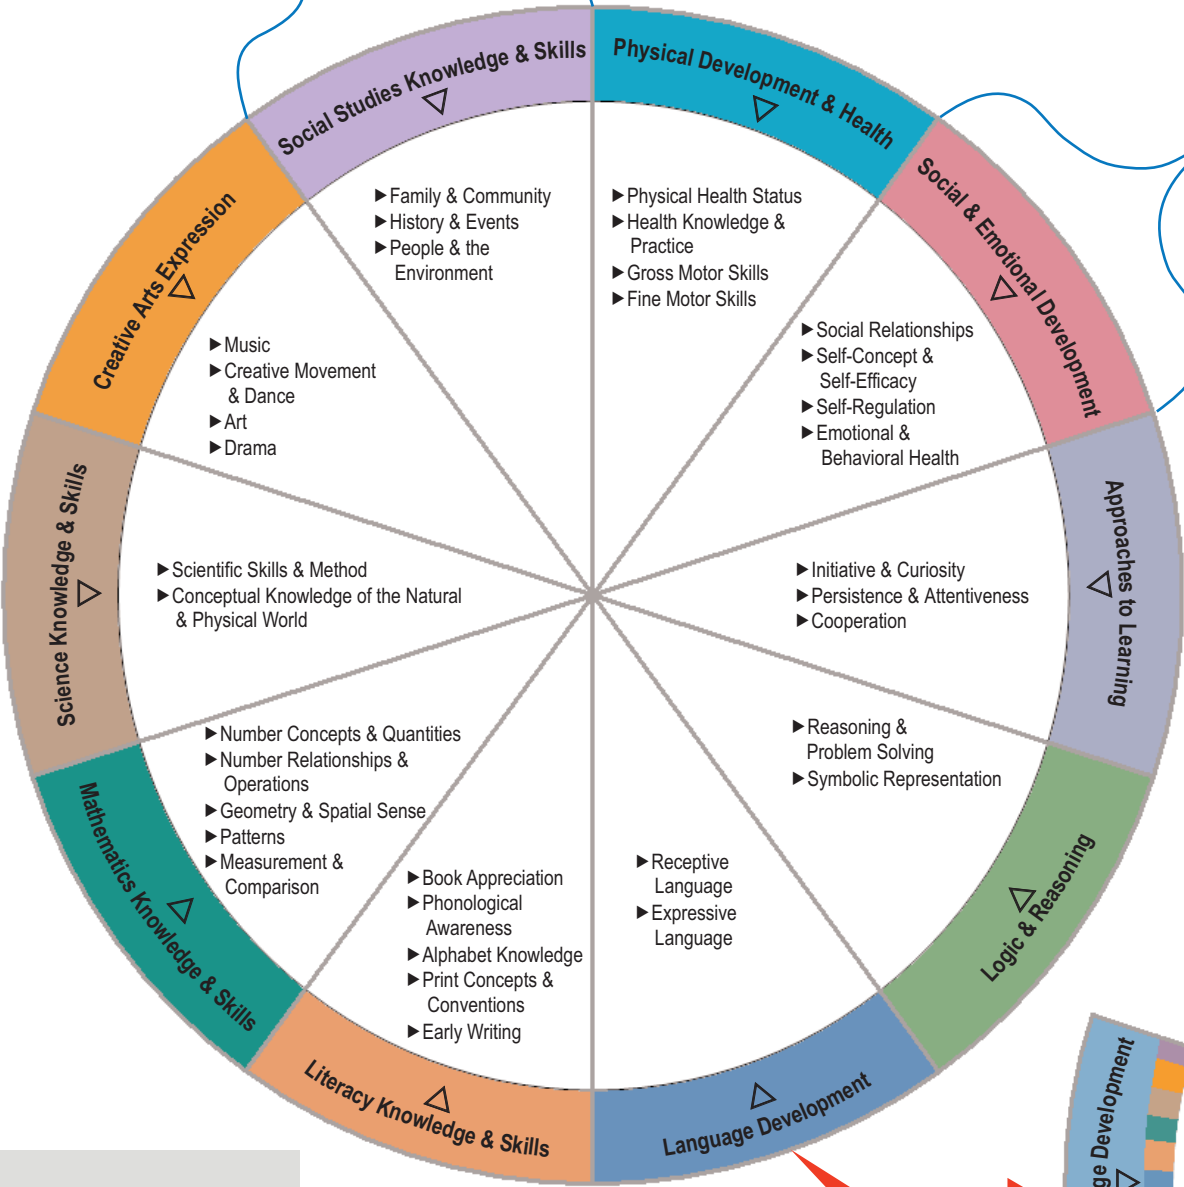 Social Studies Knowledge & Skills
▶Family & Community
▶History & Events
▶People & the
Environment
Physical Development & Health
▶Physical Health Status
▶Health Knowledge &
Practice
▶Gross Motor Skills
▶Fine Motor Skills
Social & Emotional Development
▶Social Relationships
▶Self-Concept &
Self-Efficacy
▶Self-Regulation
▶Emotional &
Behavioral Health
Approaches to Learning
▶Initiative & Curiosity
▶Persistence & Attentiveness
▶Cooperation
Logic & Reasoning
▶Reasoning &
Problem Solving
▶Symbolic Representation
Language Development
▶Receptive
Language
▶Expressive
Language
Literacy Knowledge & Skills
▶Book Appreciation
▶Phonological
Awareness
▶Alphabet Knowledge
▶Print Concepts &
Conventions
▶Early Writing
Mathematics Knowledge & Skills
▶Number Concepts & Quantities
▶Number Relationships &
Operations
▶Geometry & Spatial Sense
▶Patterns
▶Measurement &
Comparison
Science Knowledge & Skills
▶Scientific Skills & Method
▶Conceptual Knowledge of the Natural
& Physical World
Creative Arts Expression
▶Music
▶Creative Movement
& Dance
▶Art
▶Drama
ge Development